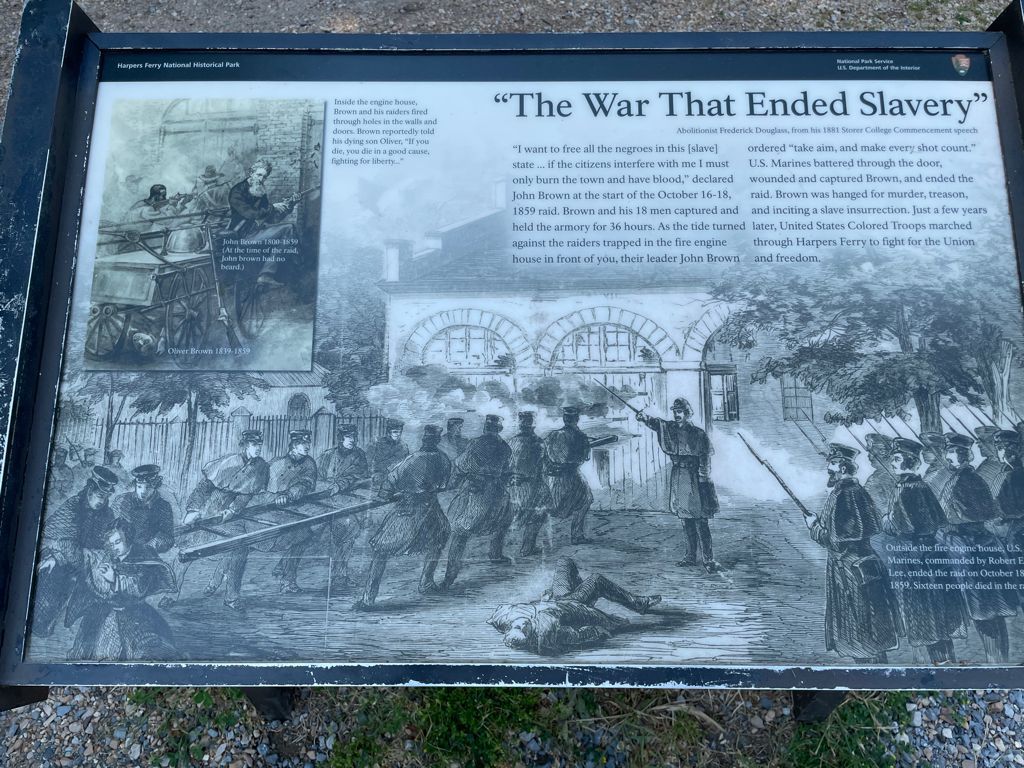 Harpers Ferry National Historical Park
National Park Service
U.S. Department of the Interior
Inside the engine house,
Brown and his raiders fired
through holes in the walls and
doors. Brown reportedly told
his dying son Oliver, "If you
die, you die in a good cause,
fighting for liberty..."
John Brown 1800-1859
(At the time of the raid,
John brown had no
beard.)
Oliver Brown 1839-1859
“The War That Ended Slavery”
Abolitionist Frederick Douglass, from his 1881 Storer College Commencement speech
“I want to free all the negroes in this [slave]
state ... if the citizens interfere with me I must
only burn the town and have blood,” declared
John Brown at the start of the October 16-18,
1859 raid. Brown and his 18 men captured and
held the armory for 36 hours. As the tide turned
against the raiders trapped in the fire engine
house in front of you, their leader John Brown
ordered “take aim, and make every shot count.”
U.S. Marines battered through the door,
wounded and captured Brown, and ended the
raid. Brown was hanged for murder, treason,
and inciting a slave insurrection. Just a few years
later, United States Colored Troops marched
through Harpers Ferry to fight for the Union
and freedom.
Outside the fire engine house, U.S.
Marines, commanded by Robert E.
Lee, ended the raid on October 18
1859. Sixteen people died in the